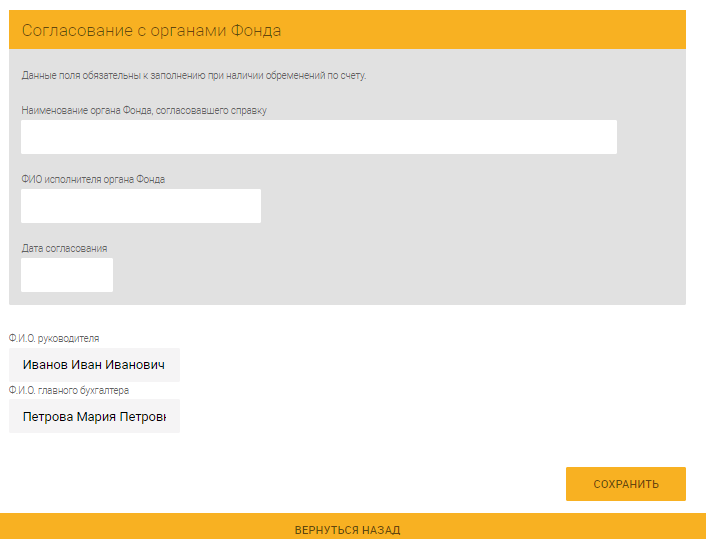 Согласование с органами Фонда
Данные поля обязательны к заполнению при наличии обременений по счету.
Наименование органа Фонда, согласовавшего справку
ФИО исполнителя органа Фонда
Дата согласования
Ф.И.О. руководителя
Иванов Иван Иванович
Ф.И.О. главного бухгалтера
Петрова Мария Петров
СОХРАНИТЬ
ВЕРНУТЬСЯ НАЗАД